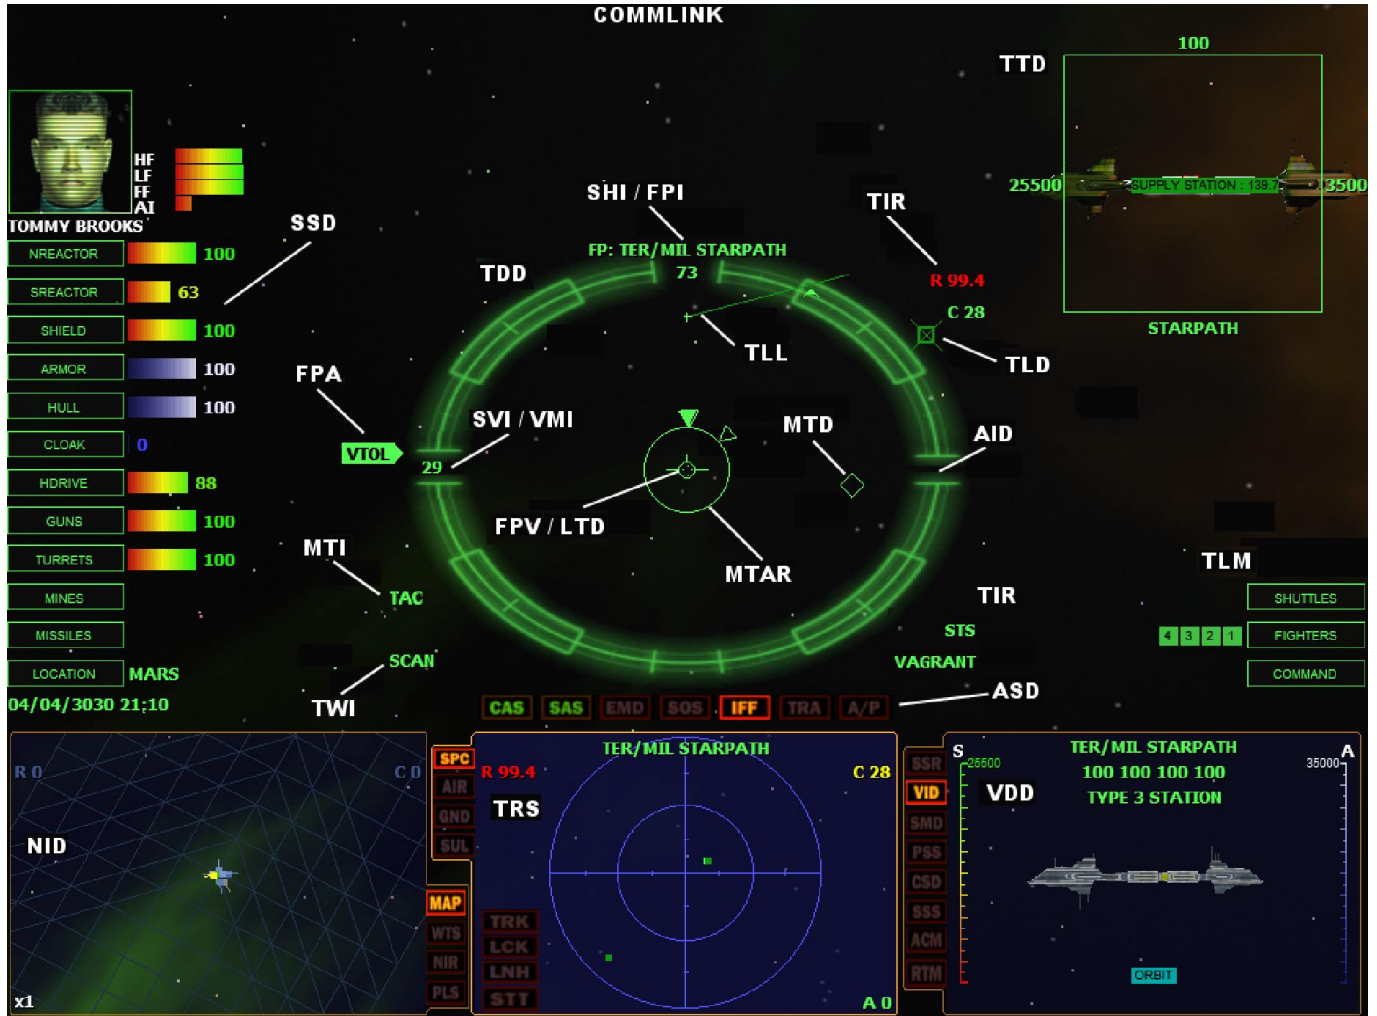 COMMLINK
100
TTD
25500
SUPPLY STATION : 139.7
3500
STARPATH
HF
LF
FF
AI
TOMMY BROOKS
SSD
NREACTOR 100
SREACTOR 63
SHIELD 100
ARMOR 100
HULL 100
CLOAK 0
HDRIVE 88
GUNS 100
TURRETS 100
MINES
MISSILES
LOCATION MARS
04/04/3030 21:10
SHI / FPI
TIR
FP: TER/MIL STARPATH
73
TDD
R 99.4
C 28
TLL
TLD
FPA
VTOL
SVI / VMI
29
MTD
AID
FPV / LTD
MTAR
MTI
TAC
SCAN
TWI
TIR
STS
VAGRANT
TLM
SHUTTLES
4 3 2 1 FIGHTERS
COMMAND
ASD
CAS SAS EMD SOS IFF TRA A/P
R 0 C 0
NID
x1
SPC
AIR
GND
SUL
MAP
WTS
NIR
PLS
TER/MIL STARPATH
R 99.4 C 28
TRS
TRK
LCK
LNH
STT
A 0
SSR
VID
SMD
PSS
CSD
SSS
ACM
RTM
S TER/MIL STARPATH A
25500 100 100 100 100 35000
VDD TYPE 3 STATION
ORBIT